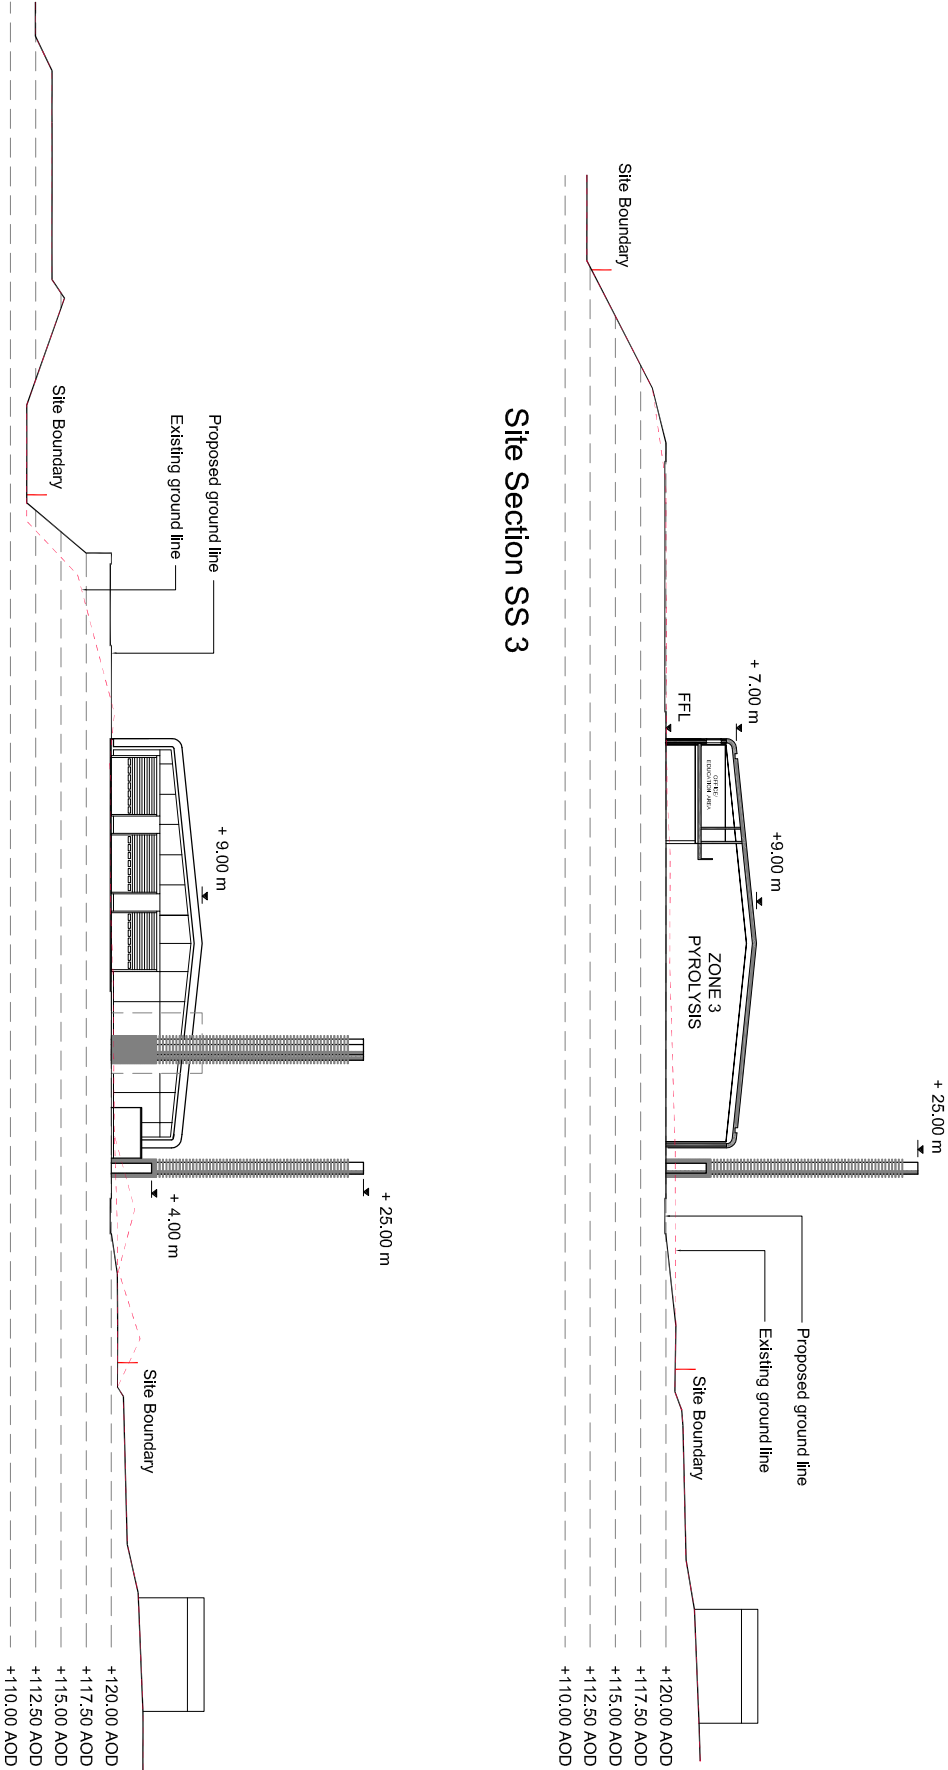 + 25.00 m
+9.00 m
+ 7.00 m
FFL
OFFICE/
EDUCATION AREA
ZONE 3
PYROLYSIS
Site Boundary
Proposed ground line
Existing ground line
Site Boundary
+120.00 AOD
+117.50 AOD
+115.00 AOD
+112.50 AOD
+110.00 AOD
Site Section SS 3
+ 25.00 m
+ 9.00 m
+ 4.00 m
Proposed ground line
Existing ground line
Site Boundary
Site Boundary
+120.00 AOD
+117.50 AOD
+115.00 AOD
+112.50 AOD
+110.00 AOD